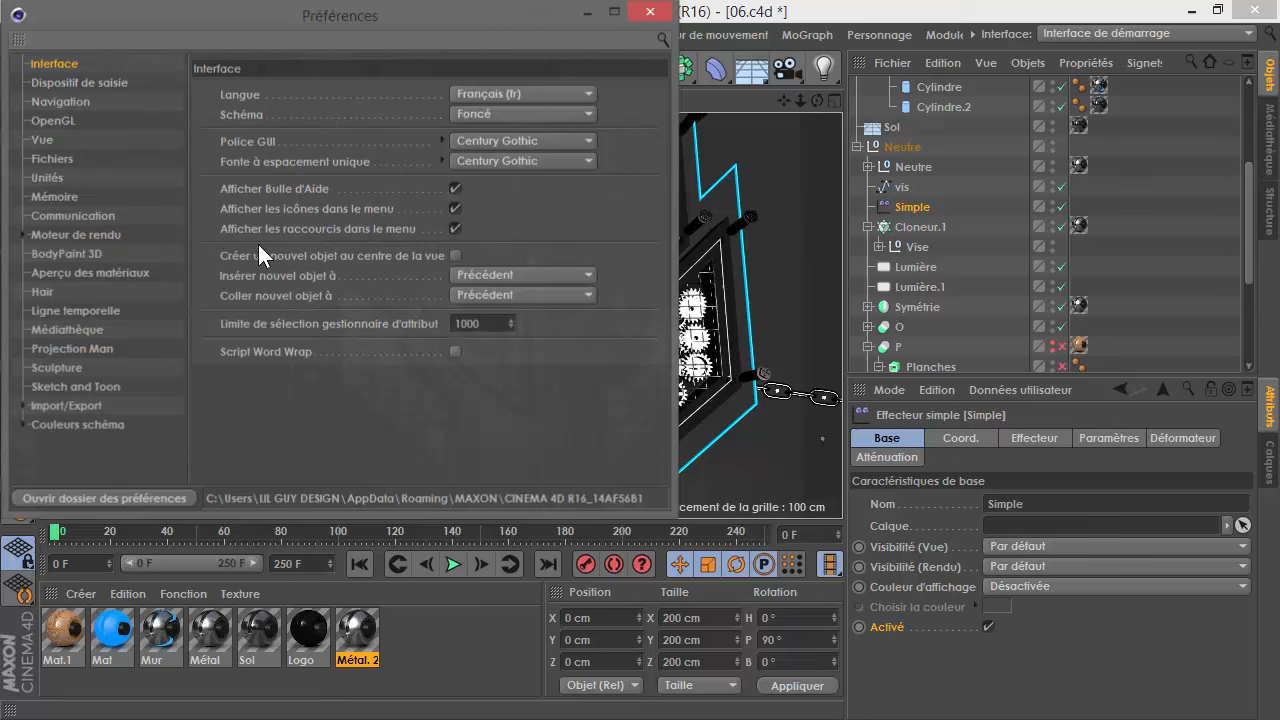 Préférences
(R16) - [06.c4d *]
Interface
Dispositif de saisie
Navigation
OpenGL
Vue
Fichiers
Unités
Mémoire
Communication
Moteur de rendu
BodyPaint 3D
Aperçu des matériaux
Hair
Ligne temporelle
Médiathèque
Projection Man
Sculpture
Sketch and Toon
Import/Export
Couleurs schéma
Ouvrir dossier des préférences
Interface
Langue
Français (fr)
Schéma
Foncé
Police GUI
Century Gothic
Fonte à espacement unique
Century Gothic
Afficher Bulle d'Aide
Afficher les icônes dans le menu
Afficher les raccourcis dans le menu
Créer un nouvel objet au centre de la vue
Insérer nouvel objet à
Précédent
Coller nouvel objet à
Précédent
Limite de sélection gestionnaire d'attribut
1000
Script Word Wrap
C:\Users\LIL GUY DESIGN\AppData\Roaming\MAXON\CINEMA 4D R16_14AF56B1
r de mouvement
MoGraph
Personnage
Module
Interface:
Interface de démarrage
cement de la grille : 100 cm
Fichier
Edition
Vue
Objets
Propriétés
Signets
Cylindre
Cylindre.2
Sol
Neutre
Neutre
vis
Simple
Cloneur.1
Vise
Lumière
Lumière.1
Symétrie
O
P
Planches
Objets
Médiathèque
Structure
Mode
Edition
Données utilisateur
Effecteur simple [Simple]
Base
Coord.
Effecteur
Paramètres
Déformateur
Atténuation
Caractéristiques de base
Nom
Simple
Calque
Visibilité (Vue)
Par défaut
Visibilité (Rendu)
Par défaut
Couleur d'affichage
Désactivée
Choisir la couleur
Activé
Attributs
Calques
0
20
40
60
80
100
120
140
160
180
200
220
240
0 F
0 F
0 F
250 F
250 F
Créer
Edition
Fonction
Texture
Mat.1
Mat
Mur
Métal
Sol
Logo
Métal. 2
Position
Taille
Rotation
X 0 cm
X 200 cm
H 0 °
Y 0 cm
Y 200 cm
P 90 °
Z 0 cm
Z 200 cm
B 0 °
Objet (Rel)
Taille
Appliquer
MAXON
CINEMA 4D